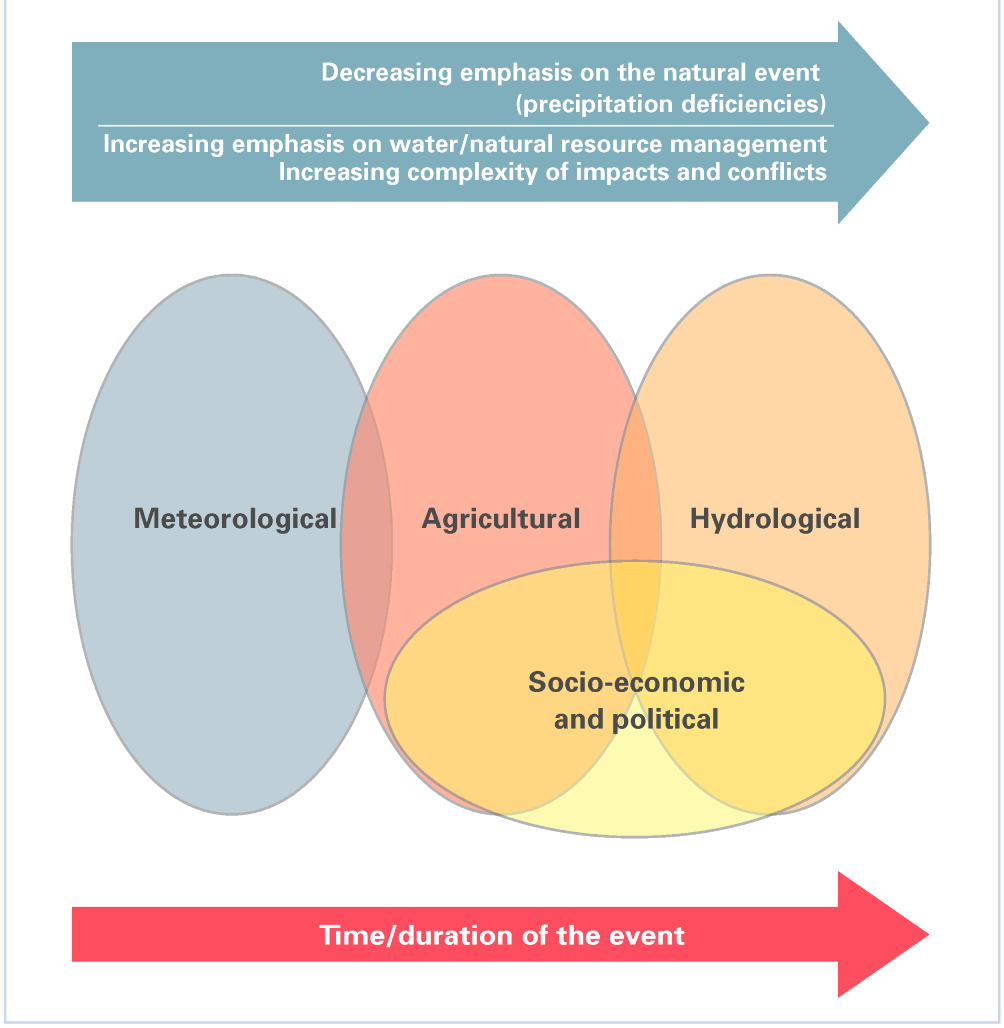 Decreasing emphasis on the natural event
(precipitation deficiencies)
Increasing emphasis on water/natural resource management
Increasing complexity of impacts and conflicts
Meteorological
Agricultural
Hydrological
Socio-economic
and political
Time/duration of the event